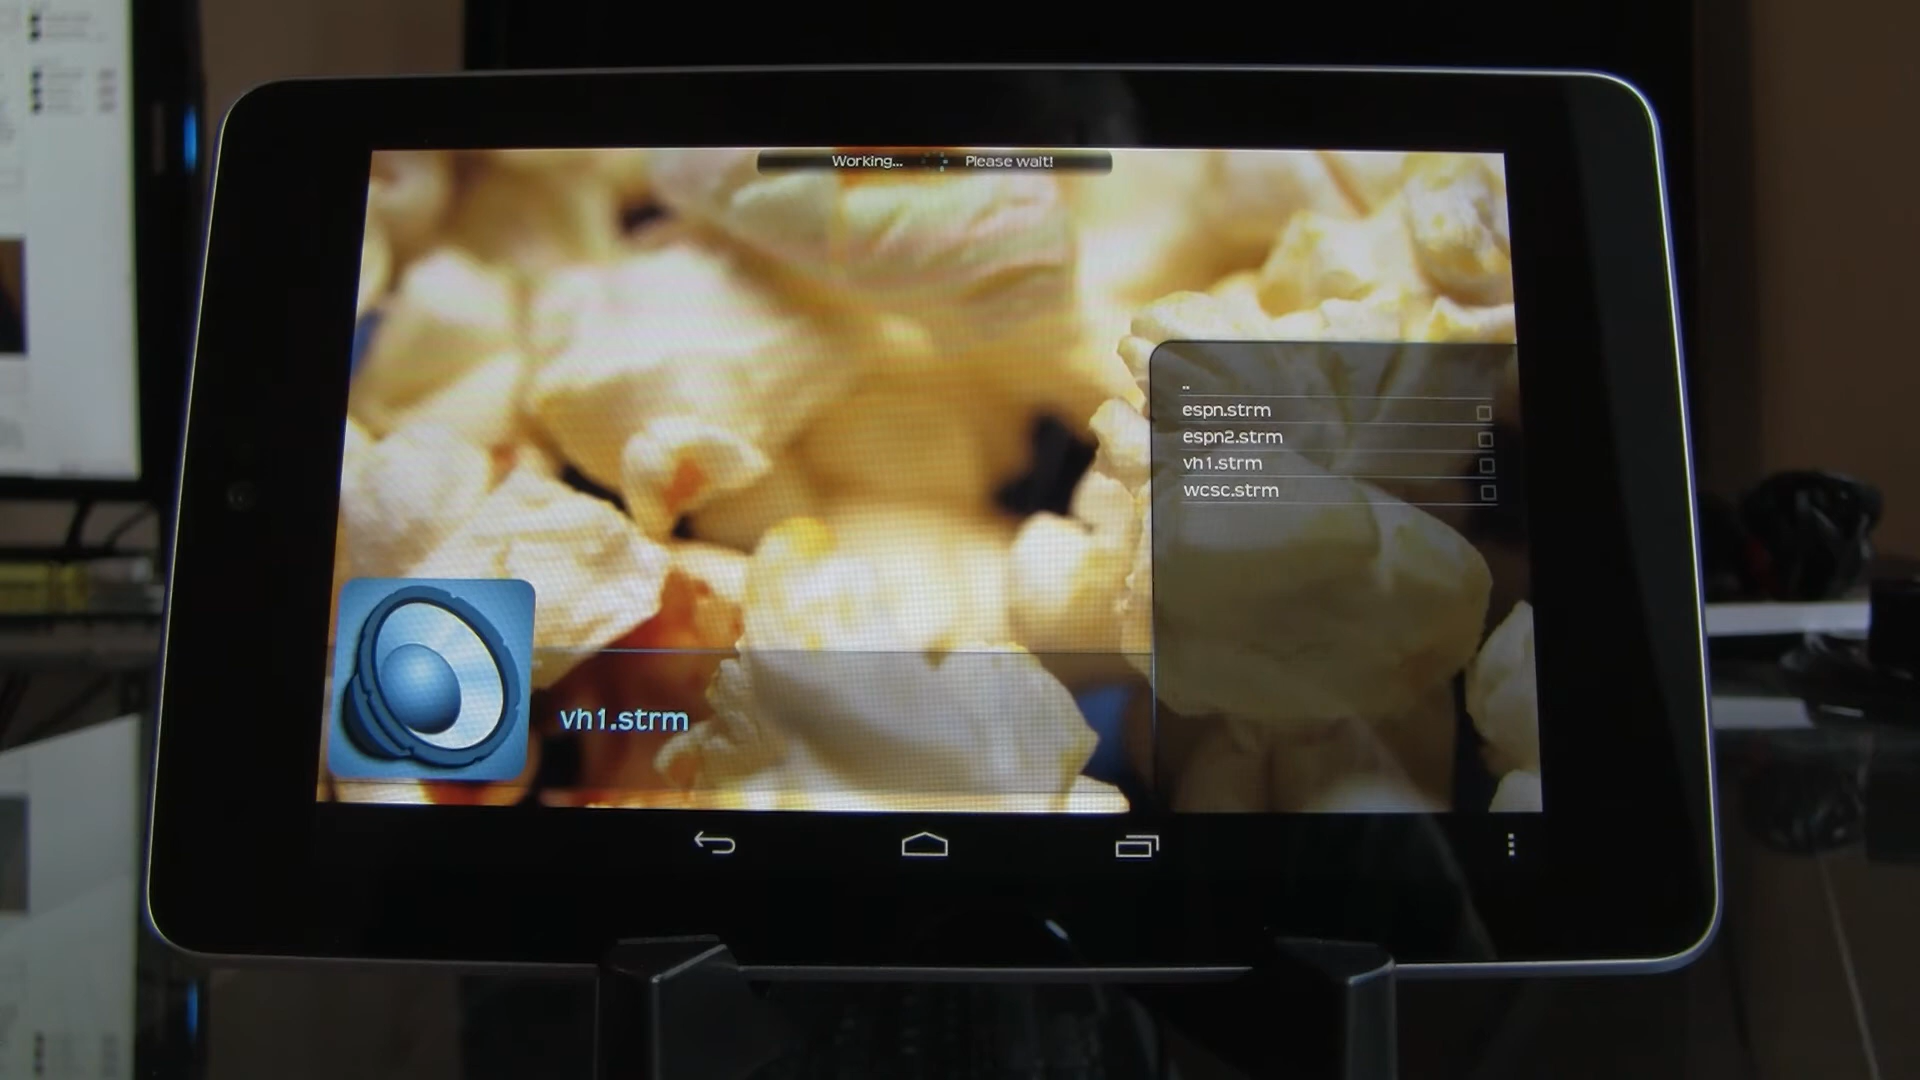 Working... Please wait!
..
espn.strm
espn2.strm
vh1.strm
wcsc.strm
vh1.strm